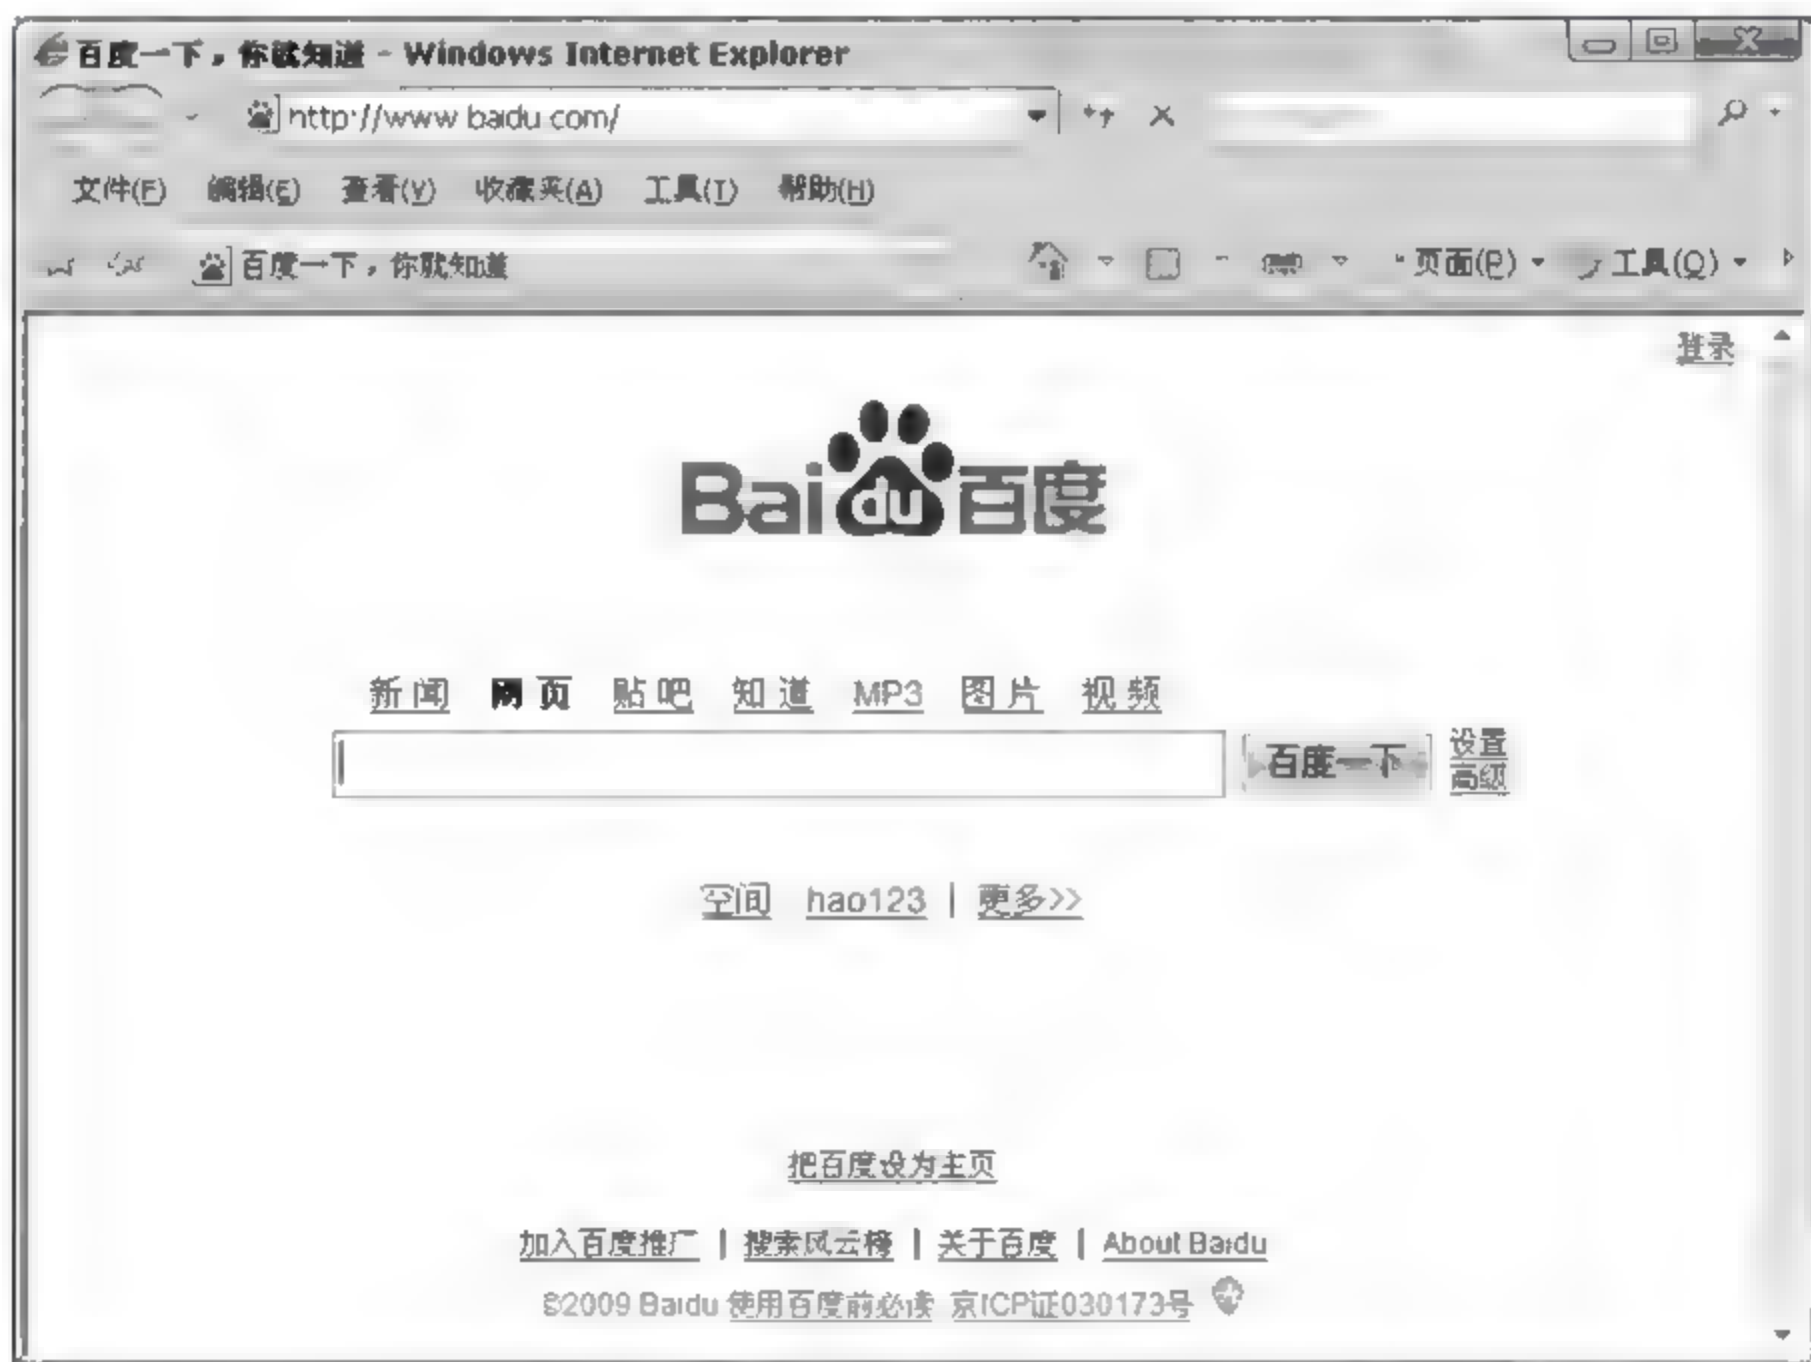 百度一下，你就知道 - Windows Internet Explorer
http://www.baidu.com/
文件(F) 编辑(E) 查看(V) 收藏夹(A) 工具(T) 帮助(H)
百度一下，你就知道 页面(P) 工具(O)
登录
Bai du 百度
新闻 网页 贴吧 知道 MP3 图片 视频
百度一下 设置
高级
空间 hao123 | 更多>>
把百度设为主页
加入百度推广 | 搜索风云榜 | 关于百度 | About Baidu
©2009 Baidu 使用百度前必读 京ICP证030173号